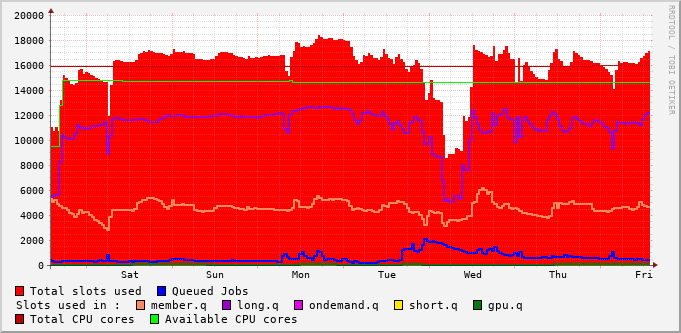 20000
18000
16000
14000
12000
10000
8000
6000
4000
2000
0
Sat Sun Mon Tue Wed Thu Fri
RRDTOOL / TOBI OETIKER
Total slots used Queued Jobs
Slots used in : member.q long.q ondemand.q short.q gpu.q
Total CPU cores Available CPU cores